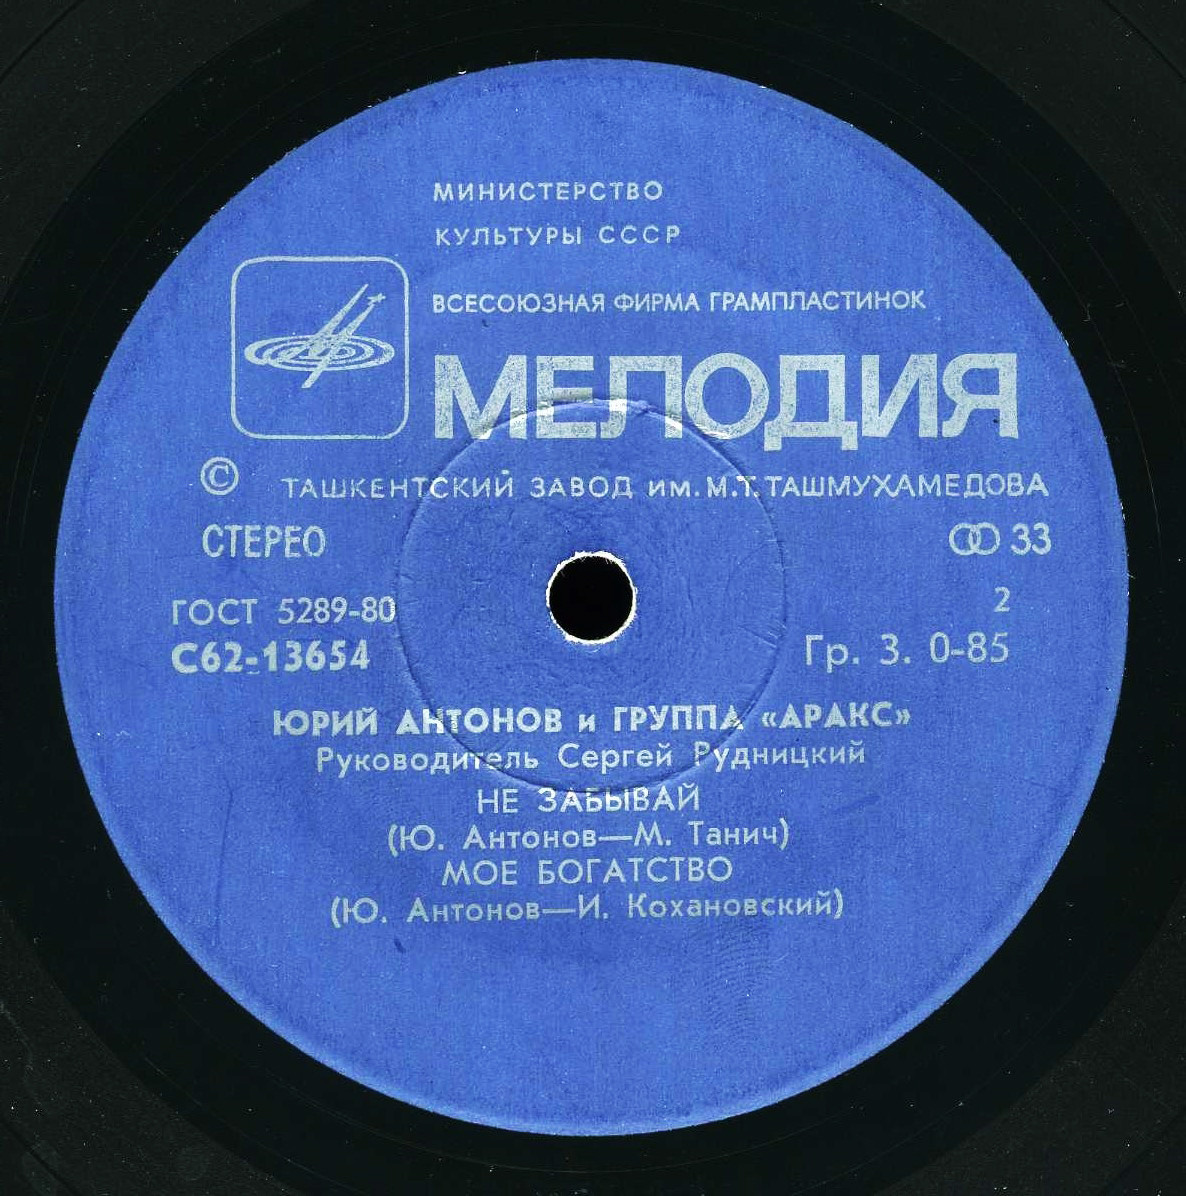 МИНИСТЕРСТВО
КУЛЬТУРЫ СССР
ВСЕСОЮЗНАЯ ФИРМА ГРАМПЛАСТИНОК
МЕЛОДИЯ
© ТАШКЕНТСКИЙ ЗАВОД ИМ. М.Т. ТАШМУХАМЕДОВА
СТЕРЕО
33
ГОСТ 5289-80
2
С62-13654
Гр. 3. 0-85
ЮРИЙ АНТОНОВ и ГРУППА «АРАКС»
Руководитель Сергей Рудницкий
НЕ ЗАБЫВАЙ
(Ю. Антонов—М. Танич)
МОЕ БОГАТСТВО
(Ю. Антонов—И. Кохановский)